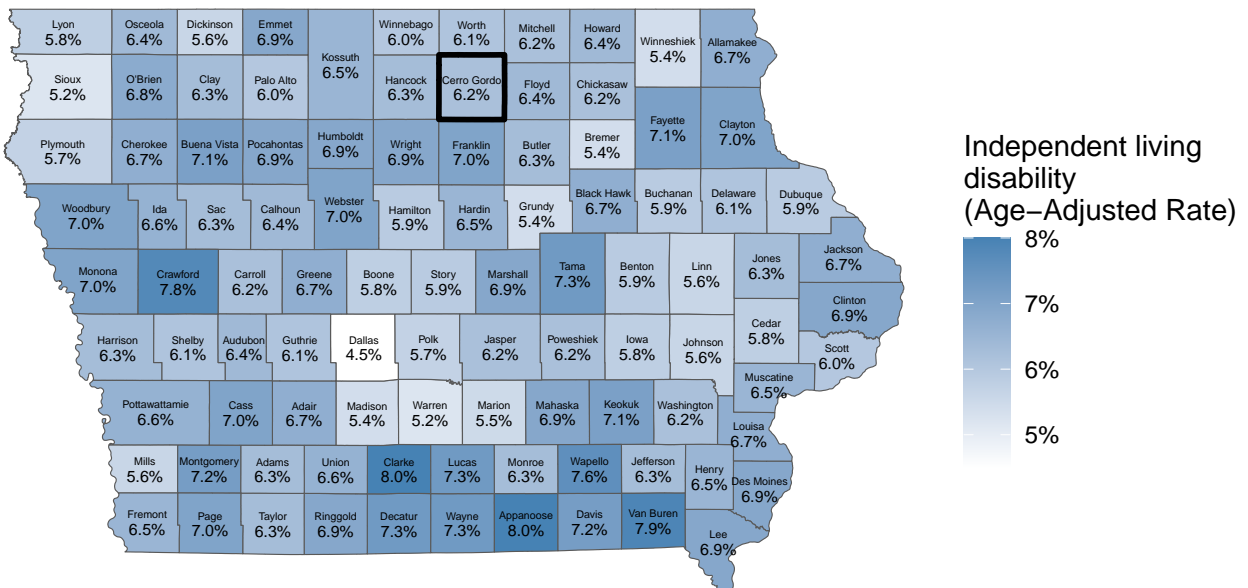 Lyon
5.8%
Osceola
6.4%
Dickinson
5.6%
Emmet
6.9%
Kossuth
6.5%
Winnebago
6.0%
Worth
6.1%
Mitchell
6.2%
Howard
6.4%
Winneshiek
5.4%
Allamakee
6.7%
Sioux
5.2%
O'Brien
6.8%
Clay
6.3%
Palo Alto
6.0%
Hancock
6.3%
Cerro Gordo
6.2%
Floyd
6.4%
Chickasaw
6.2%
Fayette
7.1%
Clayton
7.0%
Plymouth
5.7%
Cherokee
6.7%
Buena Vista
7.1%
Pocahontas
6.9%
Humboldt
6.9%
Wright
6.9%
Franklin
7.0%
Butler
6.3%
Bremer
5.4%
Woodbury
7.0%
Ida
6.6%
Sac
6.3%
Calhoun
6.4%
Webster
7.0%
Hamilton
5.9%
Hardin
6.5%
Grundy
5.4%
Black Hawk
6.7%
Buchanan
5.9%
Delaware
6.1%
Dubuque
5.9%
Monona
7.0%
Crawford
7.8%
Carroll
6.2%
Greene
6.7%
Boone
5.8%
Story
5.9%
Marshall
6.9%
Tama
7.3%
Benton
5.9%
Linn
5.6%
Jones
6.3%
Jackson
6.7%
Clinton
6.9%
Harrison
6.3%
Shelby
6.1%
Audubon
6.4%
Guthrie
6.1%
Dallas
4.5%
Polk
5.7%
Jasper
6.2%
Poweshiek
6.2%
Iowa
5.8%
Johnson
5.6%
Cedar
5.8%
Scott
6.0%
Muscatine
6.5%
Pottawattamie
6.6%
Cass
7.0%
Adair
6.7%
Madison
5.4%
Warren
5.2%
Marion
5.5%
Mahaska
6.9%
Keokuk
7.1%
Washington
6.2%
Louisa
6.7%
Mills
5.6%
Montgomery
7.2%
Adams
6.3%
Union
6.6%
Clarke
8.0%
Lucas
7.3%
Monroe
6.3%
Wapello
7.6%
Jefferson
6.3%
Henry
6.5%
Des Moines
6.9%
Fremont
6.5%
Page
7.0%
Taylor
6.3%
Ringgold
6.9%
Decatur
7.3%
Wayne
7.3%
Appanoose
8.0%
Davis
7.2%
Van Buren
7.9%
Lee
6.9%
Independent living
disability
(Age−Adjusted Rate)
8%
7%
6%
5%